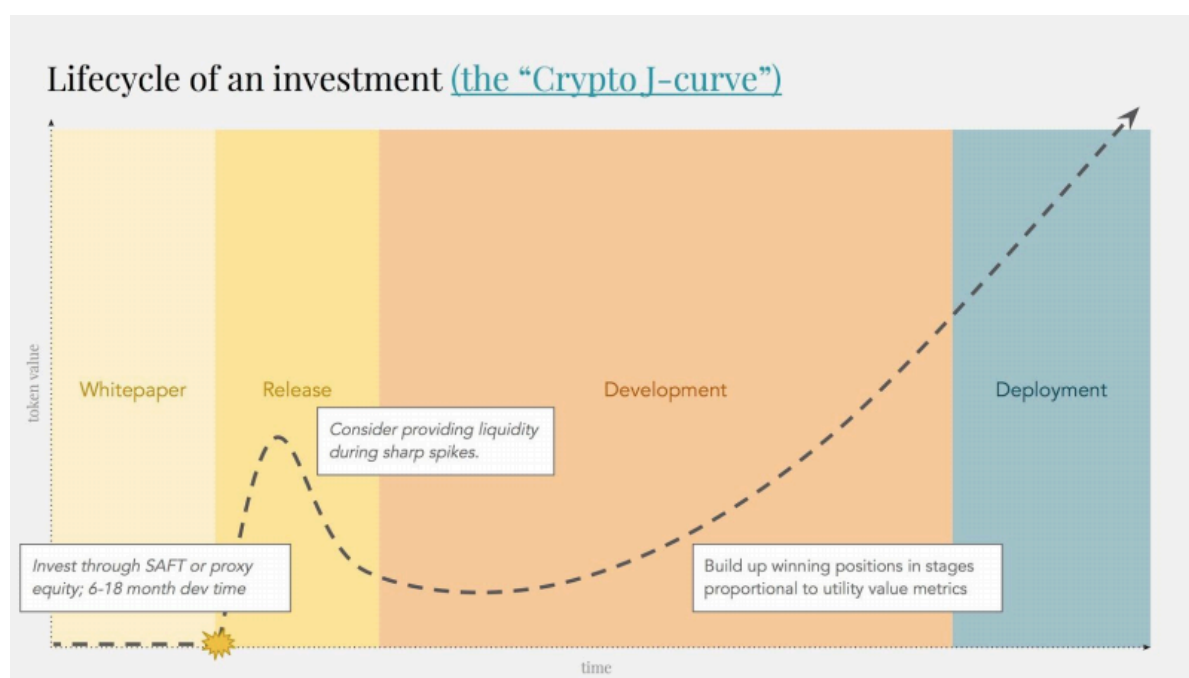 Lifecycle of an investment (the “Crypto J-curve”)
token value
Whitepaper
Release
Development
Deployment
Consider providing liquidity
during sharp spikes.
Invest through SAFT or proxy
equity; 6-18 month dev time
Build up winning positions in stages
proportional to utility value metrics
time